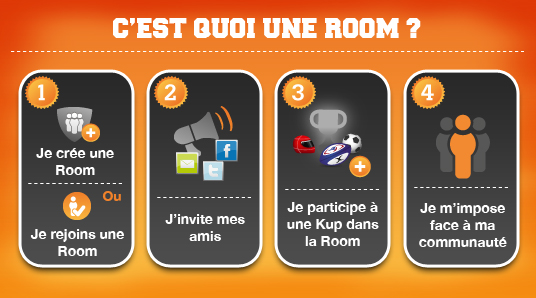 C'EST QUOI UNE ROOM ?
1
Je crée une
Room
Ou
Je rejoins une
Room
2
f
t
J'invite mes
amis
3
Je participe à
une Kup dans
la Room
4
Je m'impose
face à ma
communauté